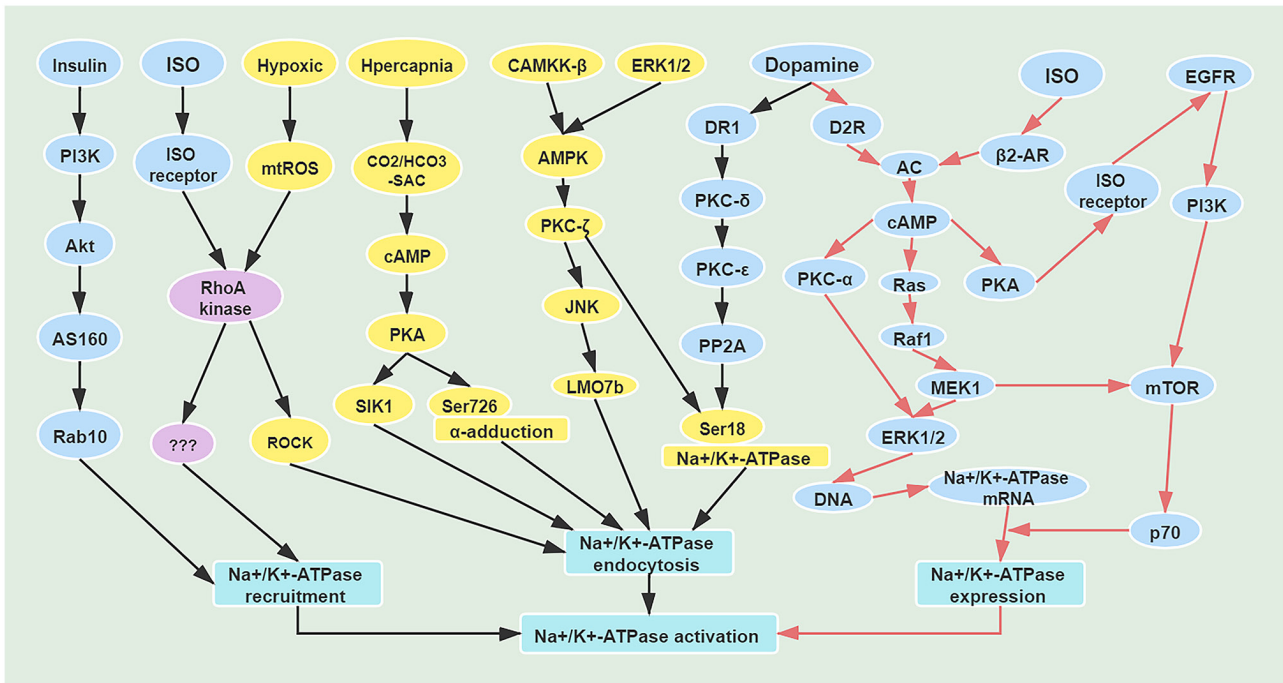 Insulin
ISO
Hypoxic
Hpercapnia
CAMKK-β
ERK1/2
Dopamine
ISO
EGFR
PI3K
ISO
receptor
mtROS
CO2/HCO3
-SAC
AMPK
DR1
D2R
AC
β2-AR
ISO
receptor
PI3K
Akt
cAMP
PKC-ζ
PKC-δ
cAMP
RhoA
kinase
JNK
PKC-ε
PKC-α
Ras
PKA
AS160
PKA
PP2A
Raf1
Rab10
???
ROCK
SIK1
Ser726
α-adduction
LMO7b
Ser18
Na+/K+-ATPase
MEK1
mTOR
ERK1/2
DNA
Na+/K+-ATPase
mRNA
p70
Na+/K+-ATPase
recruitment
Na+/K+-ATPase
endocytosis
Na+/K+-ATPase
expression
Na+/K+-ATPase activation